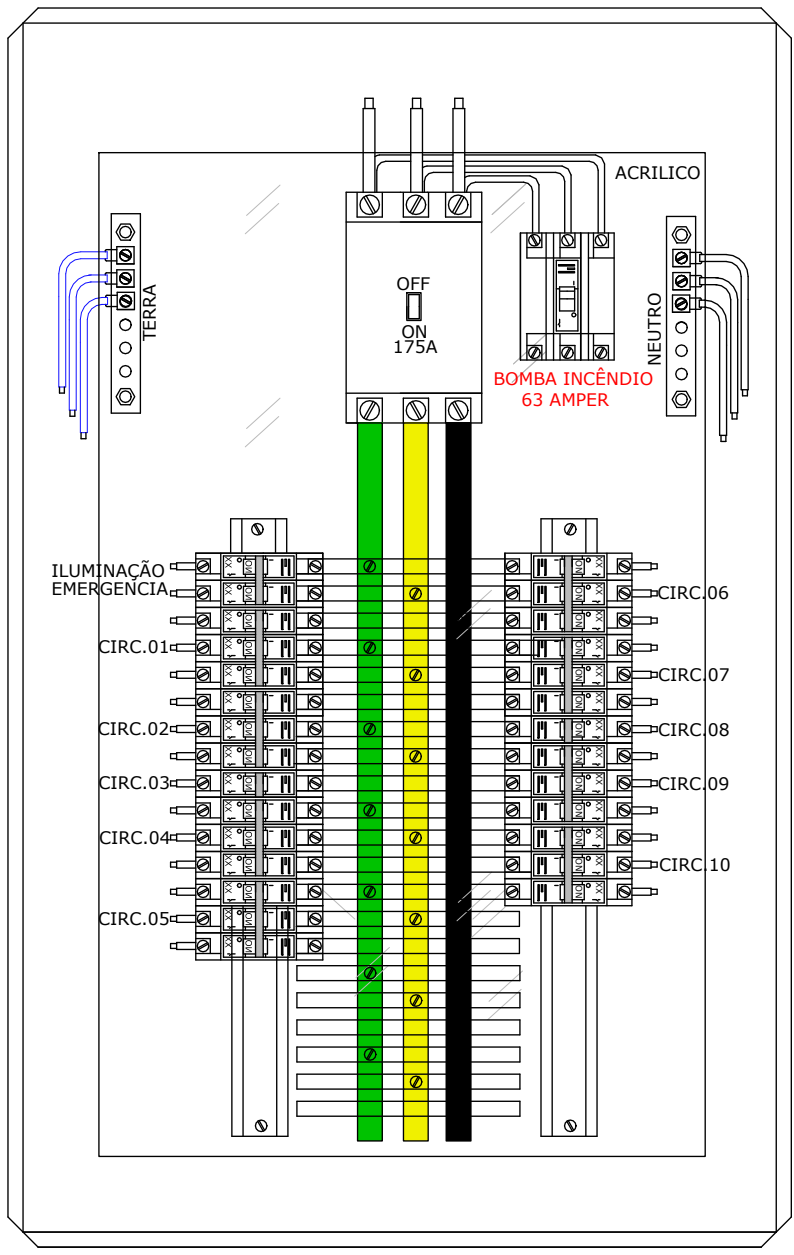 ACRILICO
OFF
ON
175A
TERRA
NEUTRO
BOMBA INCÊNDIO
63 AMPER
ILUMINAÇÃO
EMERGENCIA
CIRC.06
CIRC.01
CIRC.07
CIRC.02
CIRC.08
CIRC.03
CIRC.09
CIRC.04
CIRC.10
CIRC.05